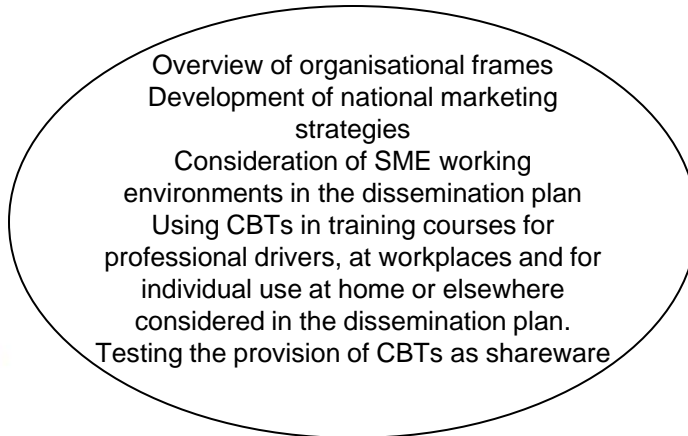 Overview of organisational frames
Development of national marketing
strategies
Consideration of SME working
environments in the dissemination plan
Using CBTs in training courses for
professional drivers, at workplaces and for
individual use at home or elsewhere
considered in the dissemination plan.
Testing the provision of CBTs as shareware